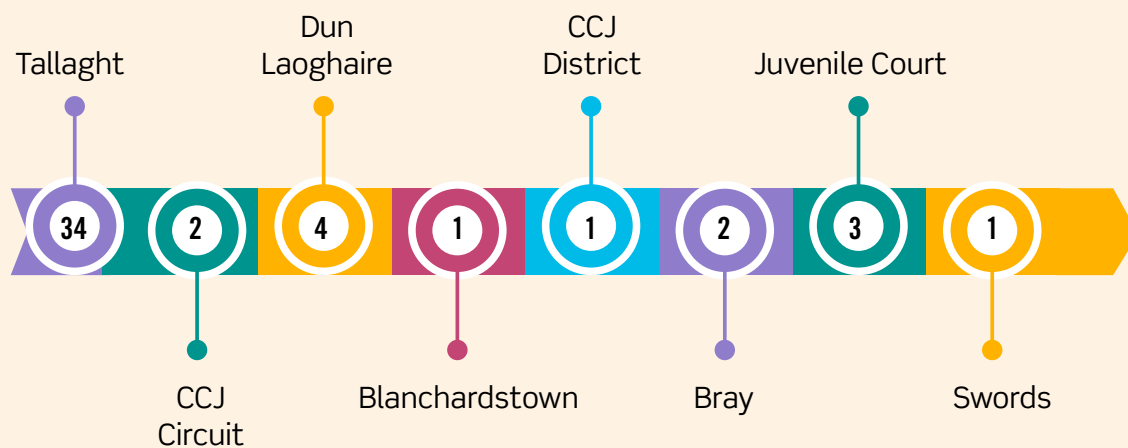 Tallaght
Dun
Laoghaire
CCJ
District
Juvenile Court
34
2
4
1
1
2
3
1
CCJ
Circuit
Blanchardstown
Bray
Swords